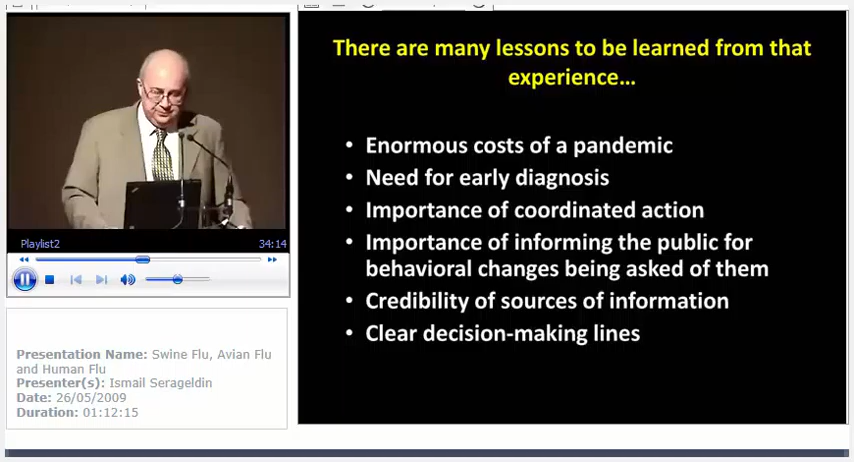 There are many lessons to be learned from that
experience...
• Enormous costs of a pandemic
• Need for early diagnosis
• Importance of coordinated action
• Importance of informing the public for
behavioral changes being asked of them
• Credibility of sources of information
• Clear decision-making lines
Playlist2
34:14
Presentation Name: Swine Flu, Avian Flu
and Human Flu
Presenter(s): Ismail Serageldin
Date: 26/05/2009
Duration: 01:12:15